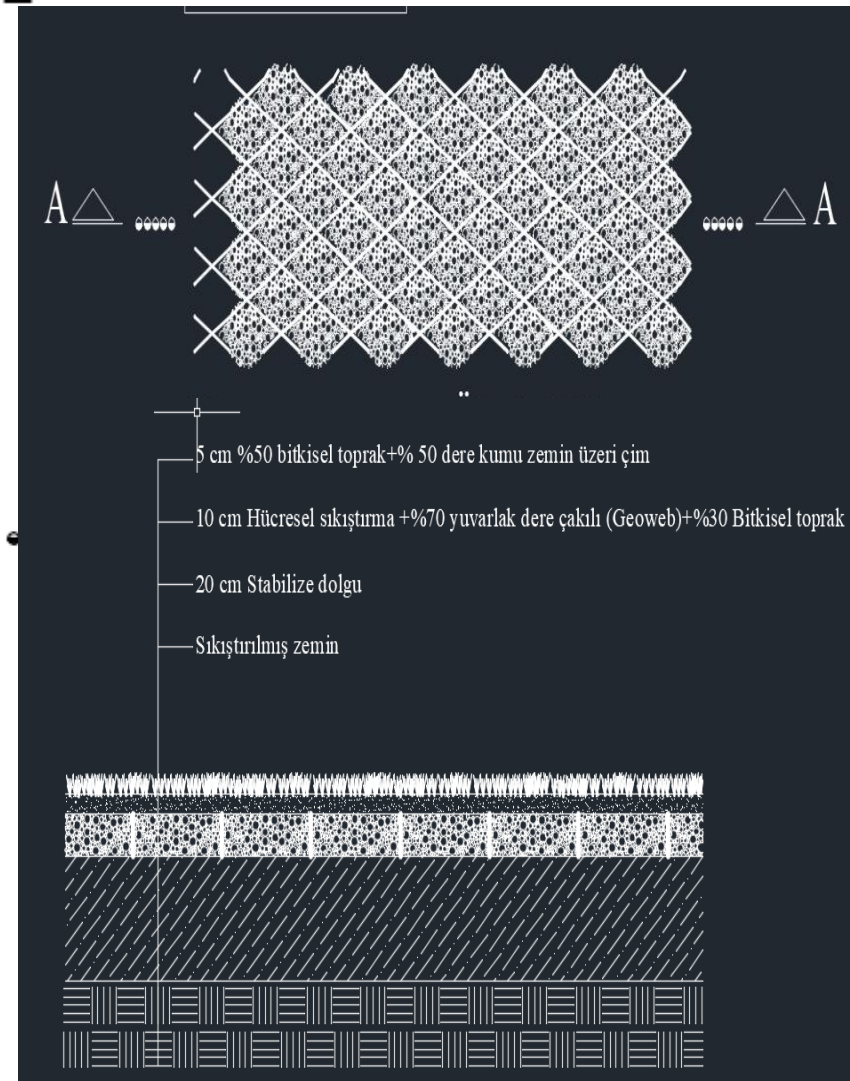 A A
5 cm %50 bitkisel toprak+% 50 dere kumu zemin üzeri çim
10 cm Hücresel sıkıştırma +%70 yuvarlak dere çakılı (Geoweb)+%30 Bitkisel toprak
20 cm Stabilize dolgu
Sıkıştırılmış zemin